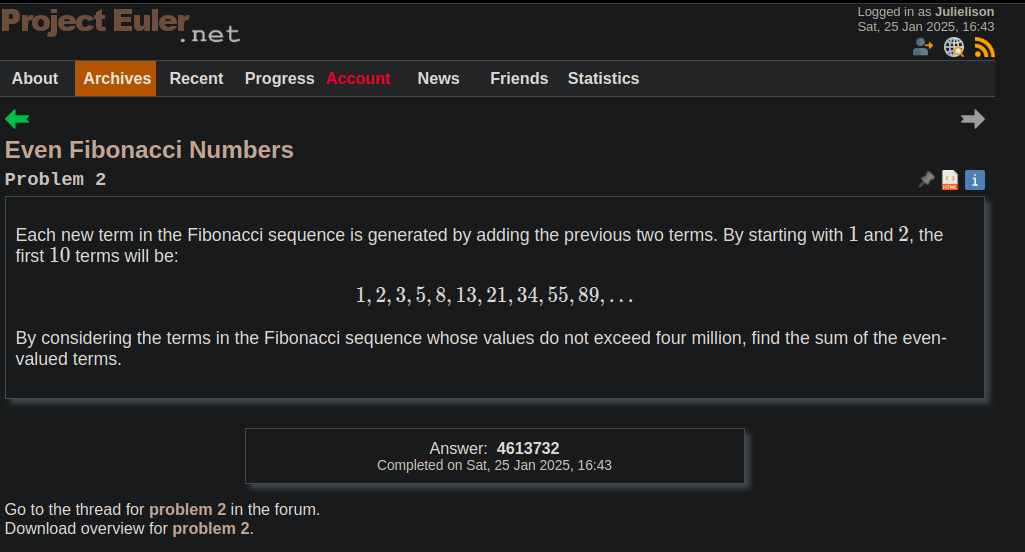 Project Euler .net
Logged in as Julielison
Sat, 25 Jan 2025, 16:43
About Archives Recent Progress Account News Friends Statistics
Even Fibonacci Numbers
Problem 2
HTML i
Each new term in the Fibonacci sequence is generated by adding the previous two terms. By starting with 1 and 2, the
first 10 terms will be:
1, 2, 3, 5, 8, 13, 21, 34, 55, 89, ...
By considering the terms in the Fibonacci sequence whose values do not exceed four million, find the sum of the even-
valued terms.
Answer: 4613732
Completed on Sat, 25 Jan 2025, 16:43
Go to the thread for problem 2 in the forum.
Download overview for problem 2.